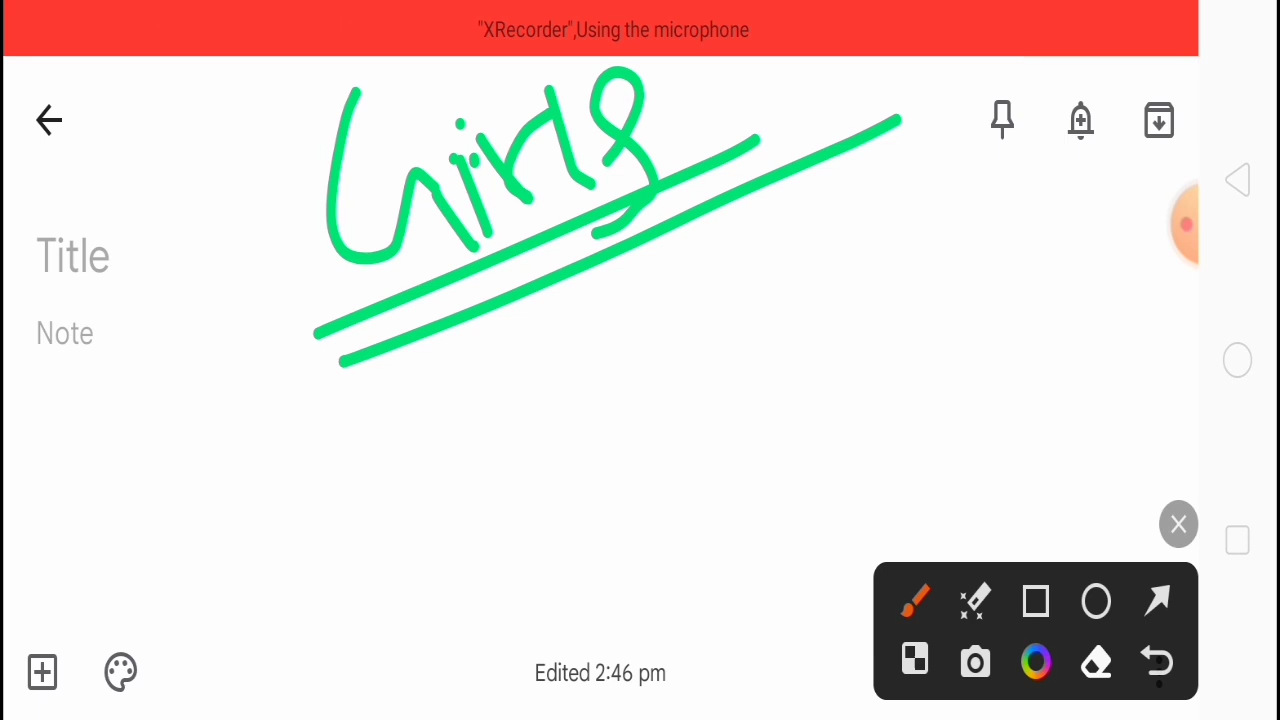 "XRecorder",Using the microphone
Girls
Title
Note
Edited 2:46 pm